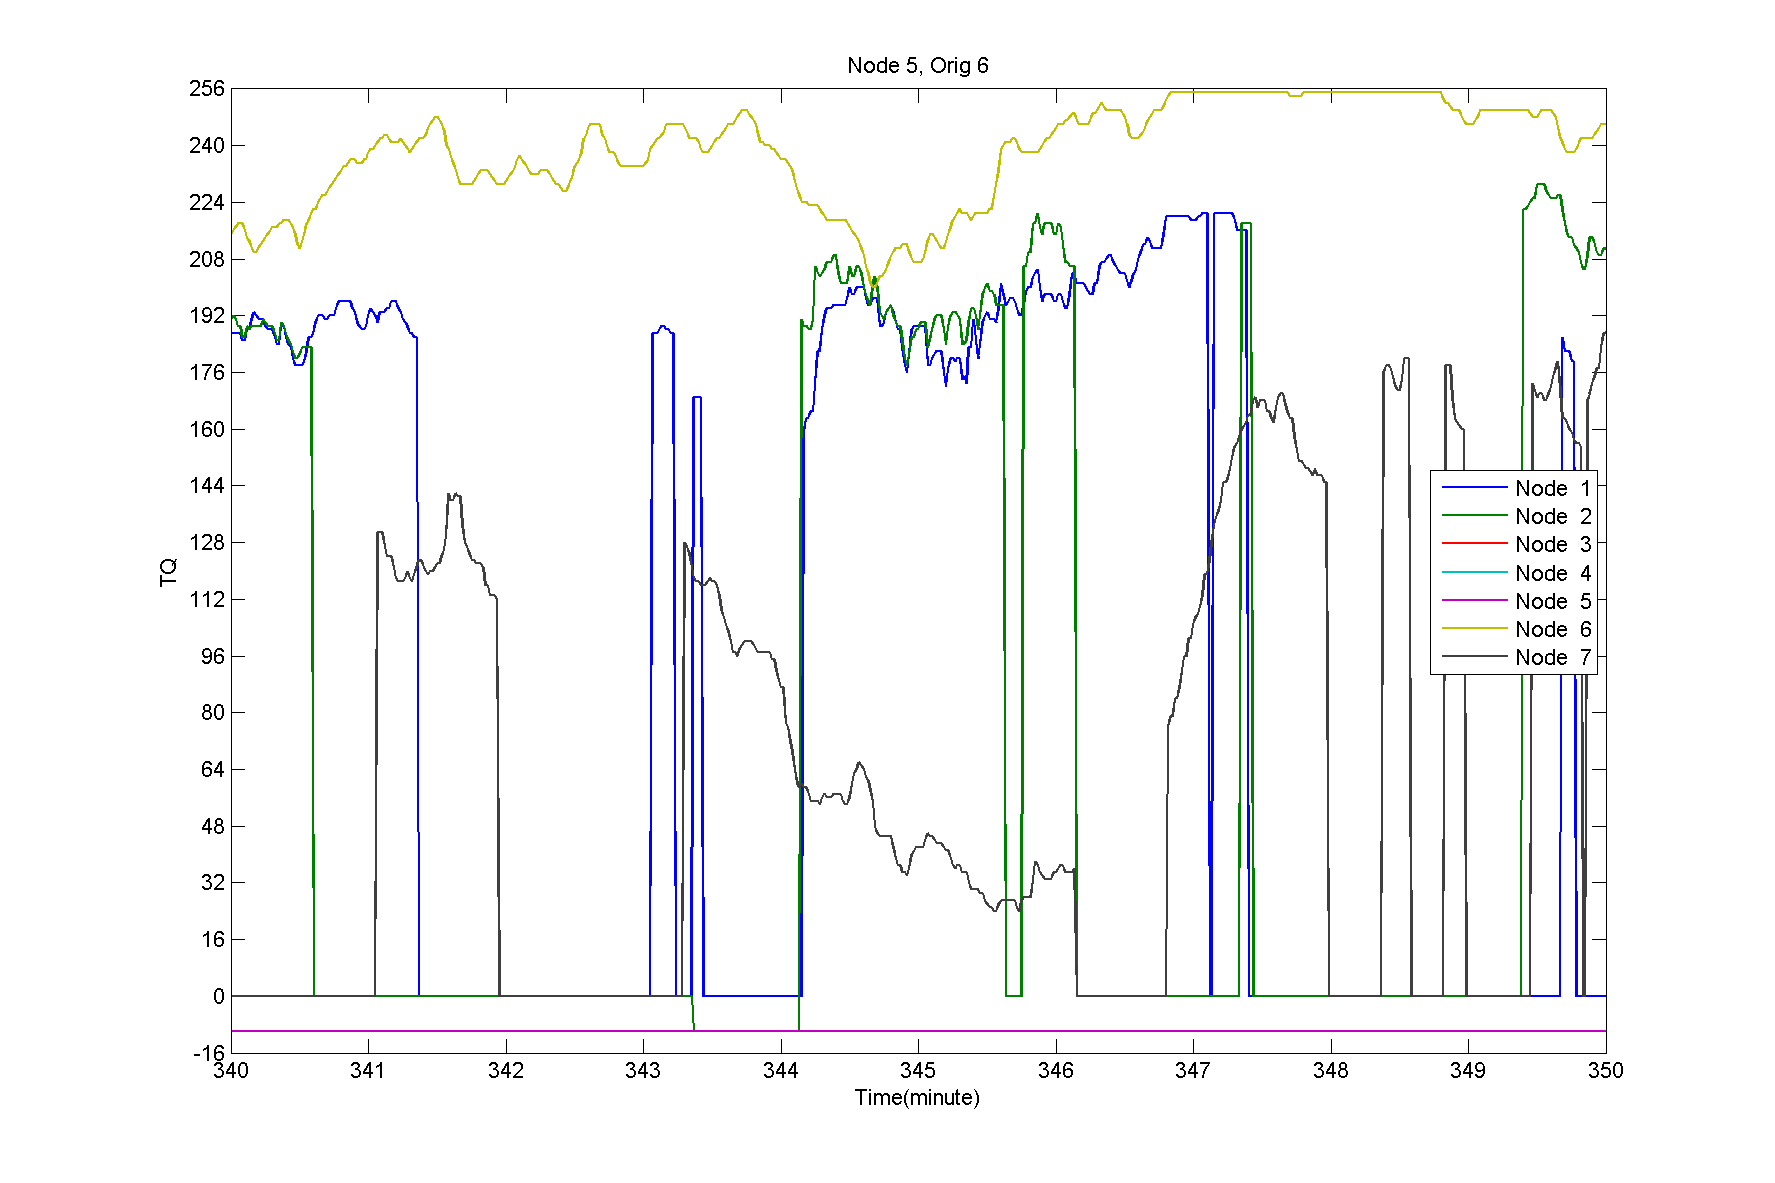 Node 5, Orig 6
256
240
224
208
192
176
160
144
128
112
96
80
64
48
32
16
0
-16
TQ
Node 1
Node 2
Node 3
Node 4
Node 5
Node 6
Node 7
340 341 342 343 344 345 346 347 348 349 350
Time(minute)